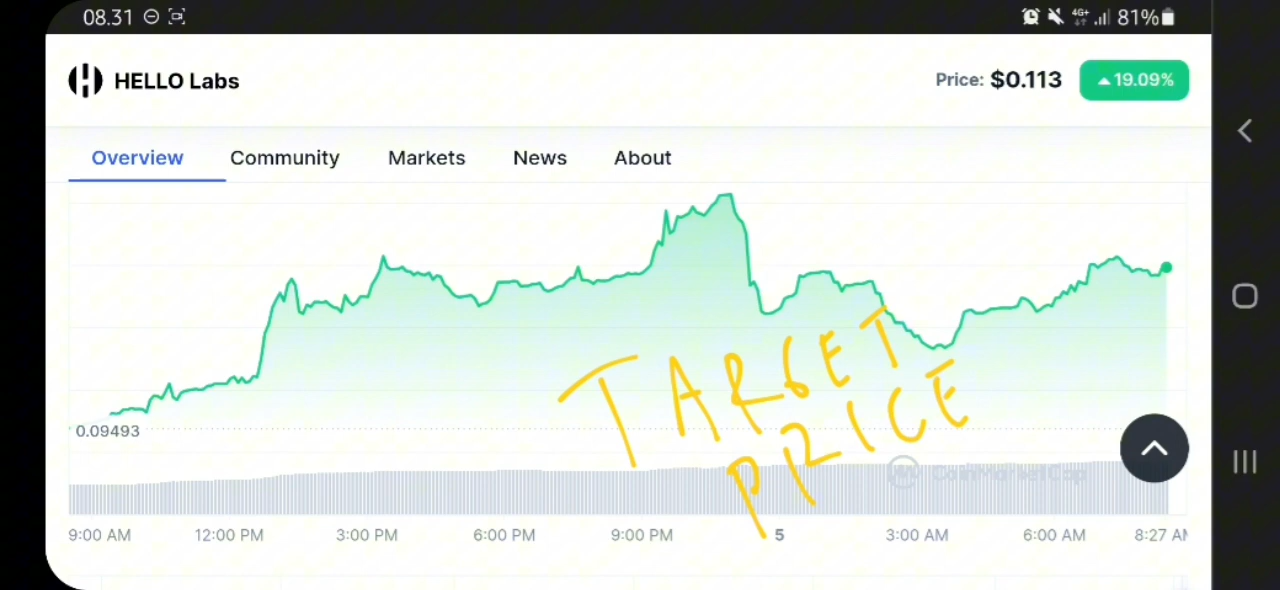 08.31 4G+ 81%
HELLO Labs Price: $0.113 19.09%
Overview Community Markets News About
TARGET
PRICE
0.09493
CoinMarketCap
9:00 AM 12:00 PM 3:00 PM 6:00 PM 9:00 PM 5 3:00 AM 6:00 AM 8:27 AM